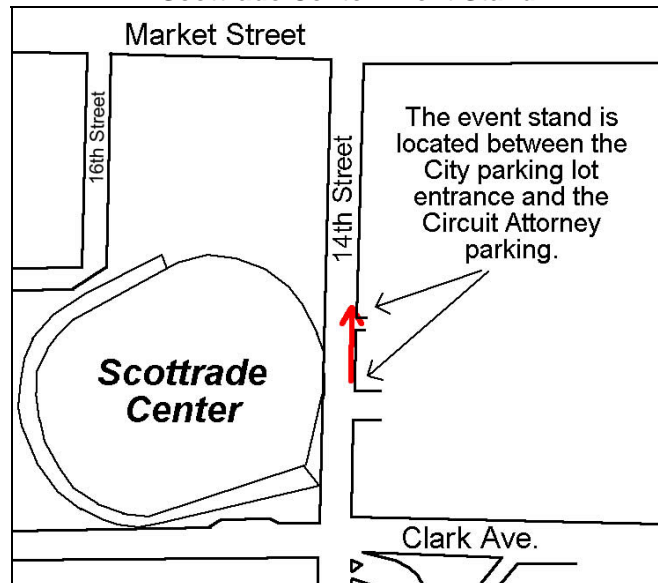 Market Street
16th Street
14th Street
The event stand is
located between the
City parking lot
entrance and the
Circuit Attorney
parking.
Scottrade
Center
Clark Ave.